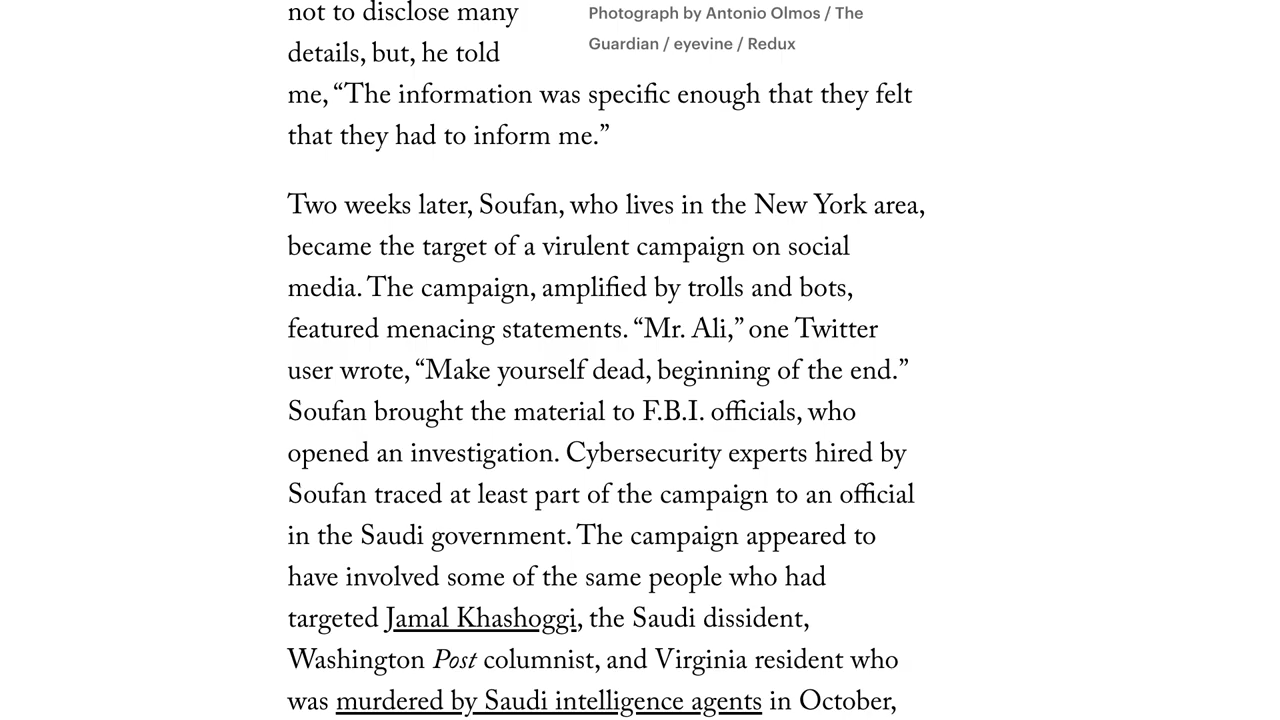 not to disclose many
details, but, he told
me, “The information was specific enough that they felt
that they had to inform me.”
Photograph by Antonio Olmos / The
Guardian / eyevine / Redux
Two weeks later, Soufan, who lives in the New York area,
became the target of a virulent campaign on social
media. The campaign, amplified by trolls and bots,
featured menacing statements. “Mr. Ali,” one Twitter
user wrote, “Make yourself dead, beginning of the end.”
Soufan brought the material to F.B.I. officials, who
opened an investigation. Cybersecurity experts hired by
Soufan traced at least part of the campaign to an official
in the Saudi government. The campaign appeared to
have involved some of the same people who had
targeted Jamal Khashoggi, the Saudi dissident,
Washington Post columnist, and Virginia resident who
was murdered by Saudi intelligence agents in October,